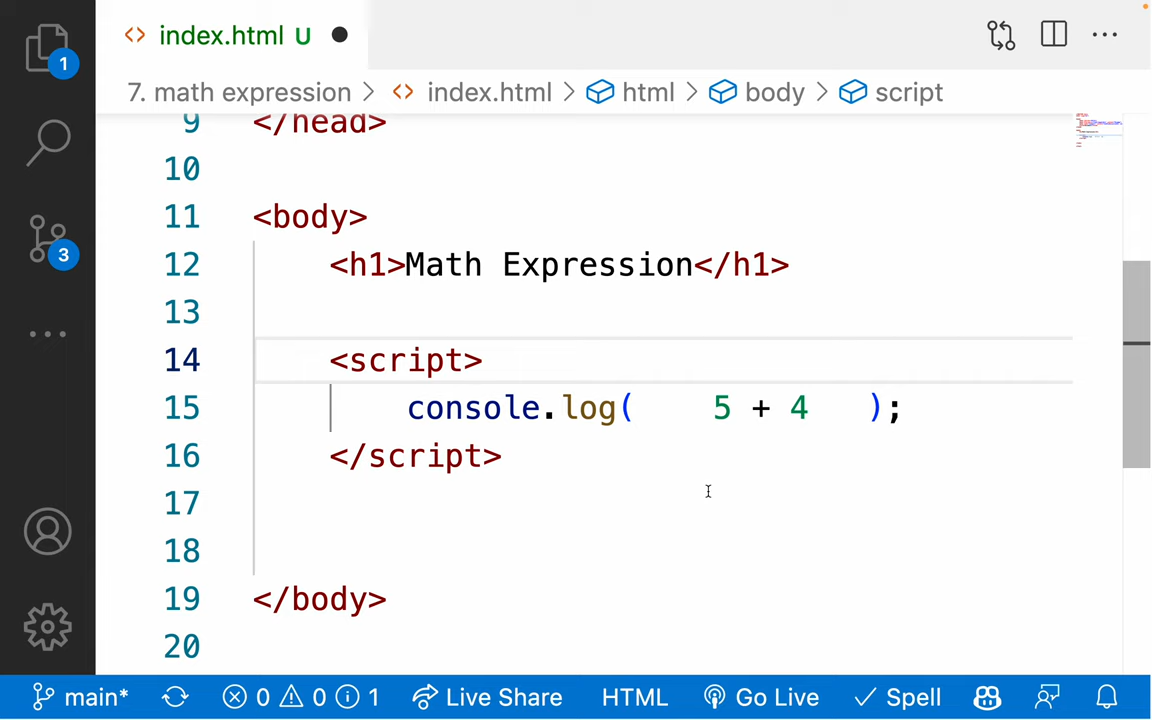 index.html U
7. math expression > index.html > html > body > script
9 </head>
10
11 <body>
12 <h1>Math Expression</h1>
13
14 <script>
15 console.log(    5 + 4   );
16 </script>
17
18
19 </body>
20
1
3
main* 0 0 1 Live Share HTML Go Live Spell